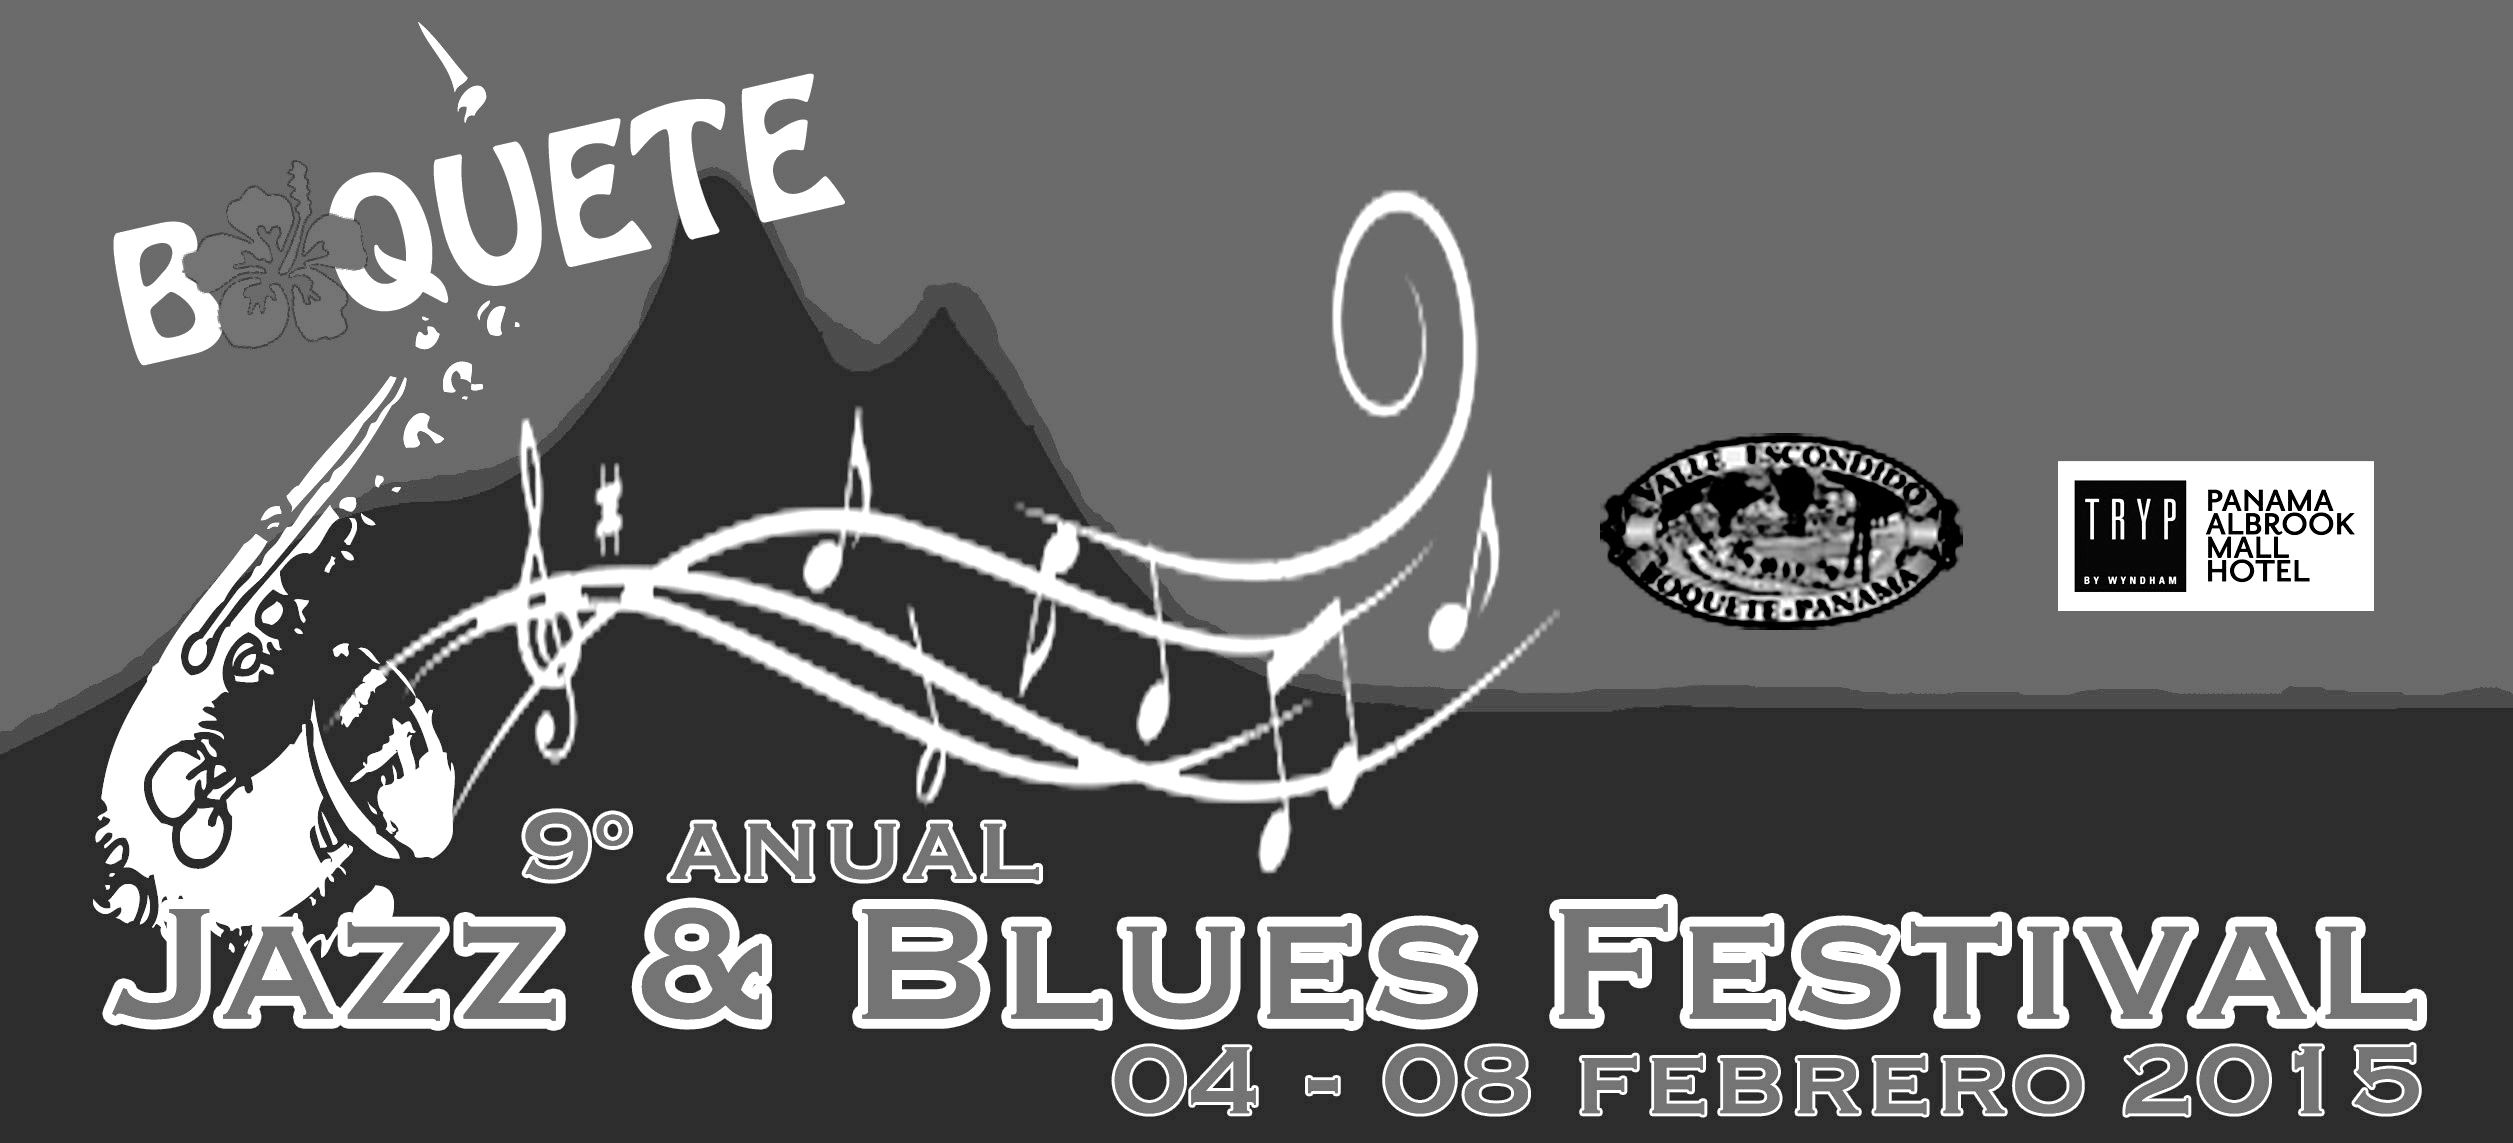 BOQUETE
VALLE ESCONDIDO
BOQUETE - PANAMA
TRYP
BY WYNDHAM
PANAMA
ALBROOK
MALL
HOTEL
9º ANUAL
JAZZ & BLUES FESTIVAL
04 - 08 FEBRERO 2015